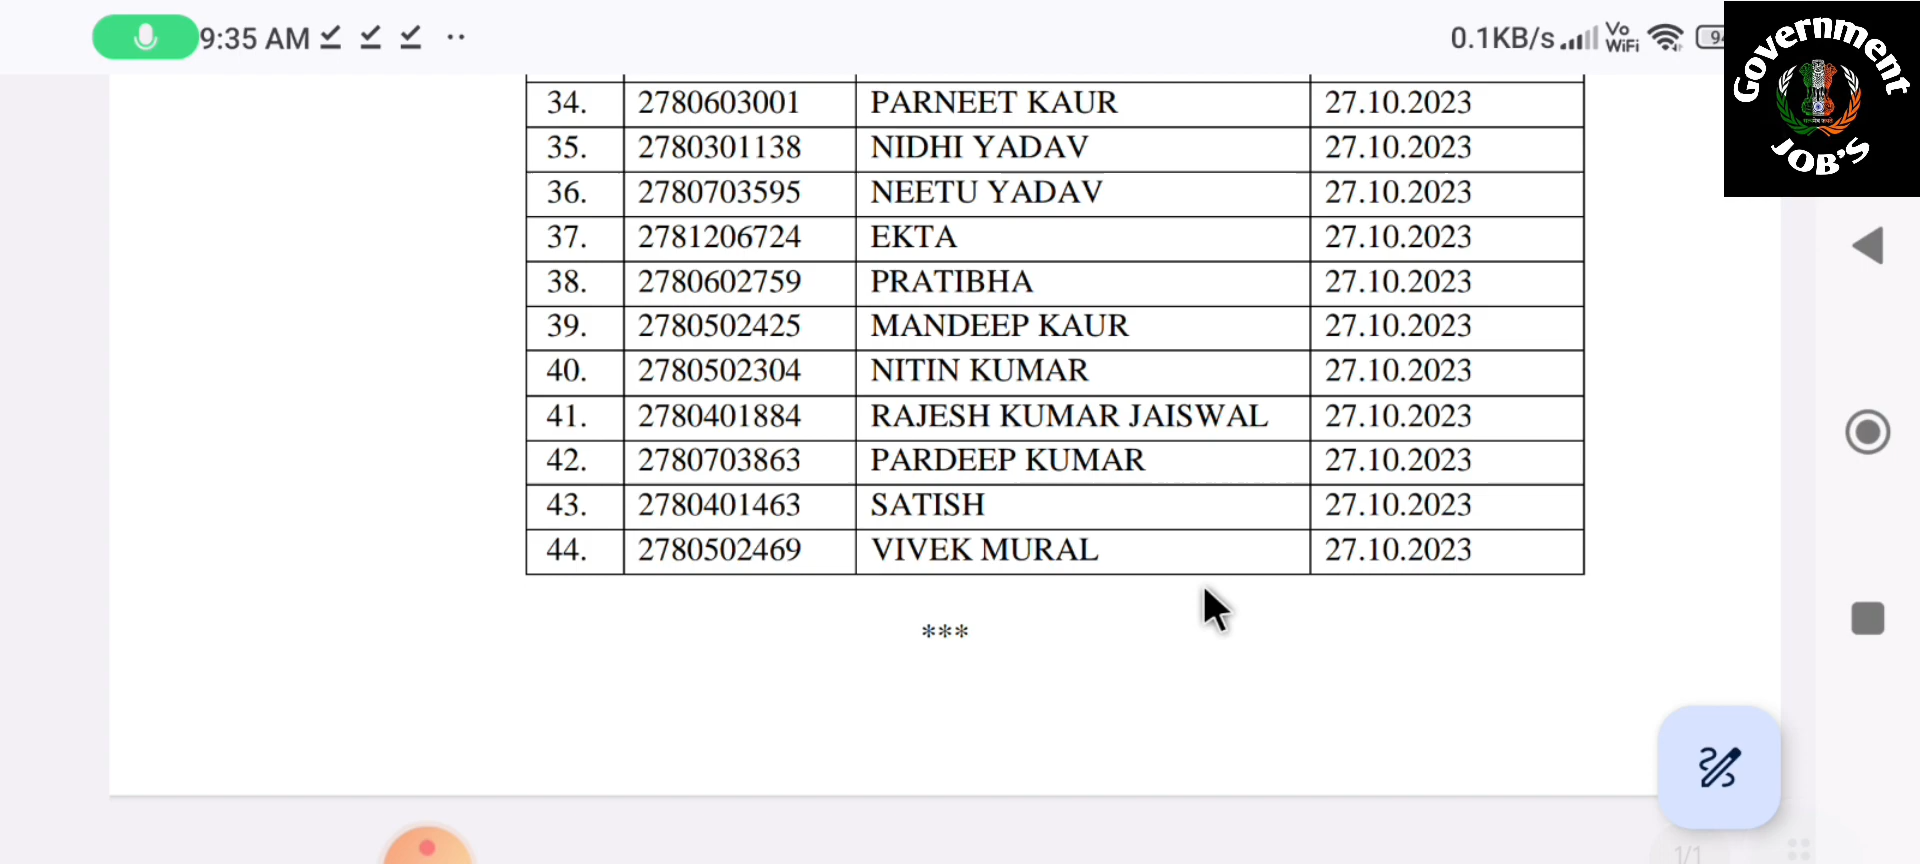 9:35 AM
0.1KB/s Vo WiFi
Government JOB'S
34. 2780603001 PARNEET KAUR 27.10.2023
35. 2780301138 NIDHI YADAV 27.10.2023
36. 2780703595 NEETU YADAV 27.10.2023
37. 2781206724 EKTA 27.10.2023
38. 2780602759 PRATIBHA 27.10.2023
39. 2780502425 MANDEEP KAUR 27.10.2023
40. 2780502304 NITIN KUMAR 27.10.2023
41. 2780401884 RAJESH KUMAR JAISWAL 27.10.2023
42. 2780703863 PARDEEP KUMAR 27.10.2023
43. 2780401463 SATISH 27.10.2023
44. 2780502469 VIVEK MURAL 27.10.2023
***
1/1